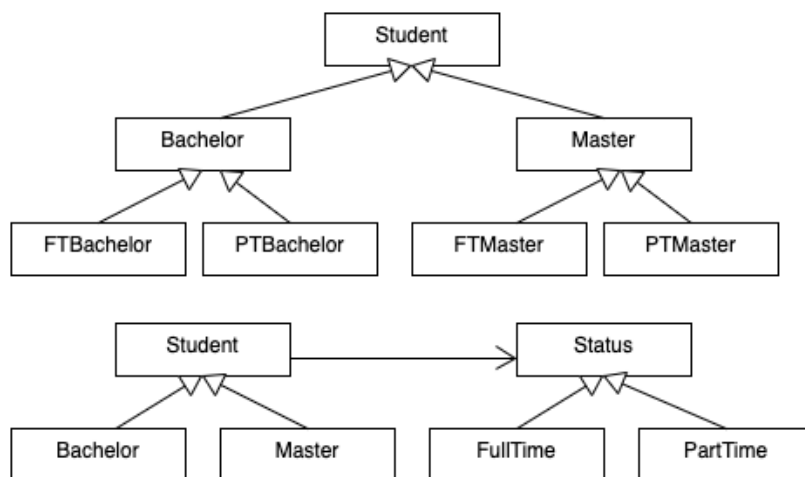 Student
Bachelor
Master
FTBachelor
PTBachelor
FTMaster
PTMaster
Student
Status
Bachelor
Master
FullTime
PartTime